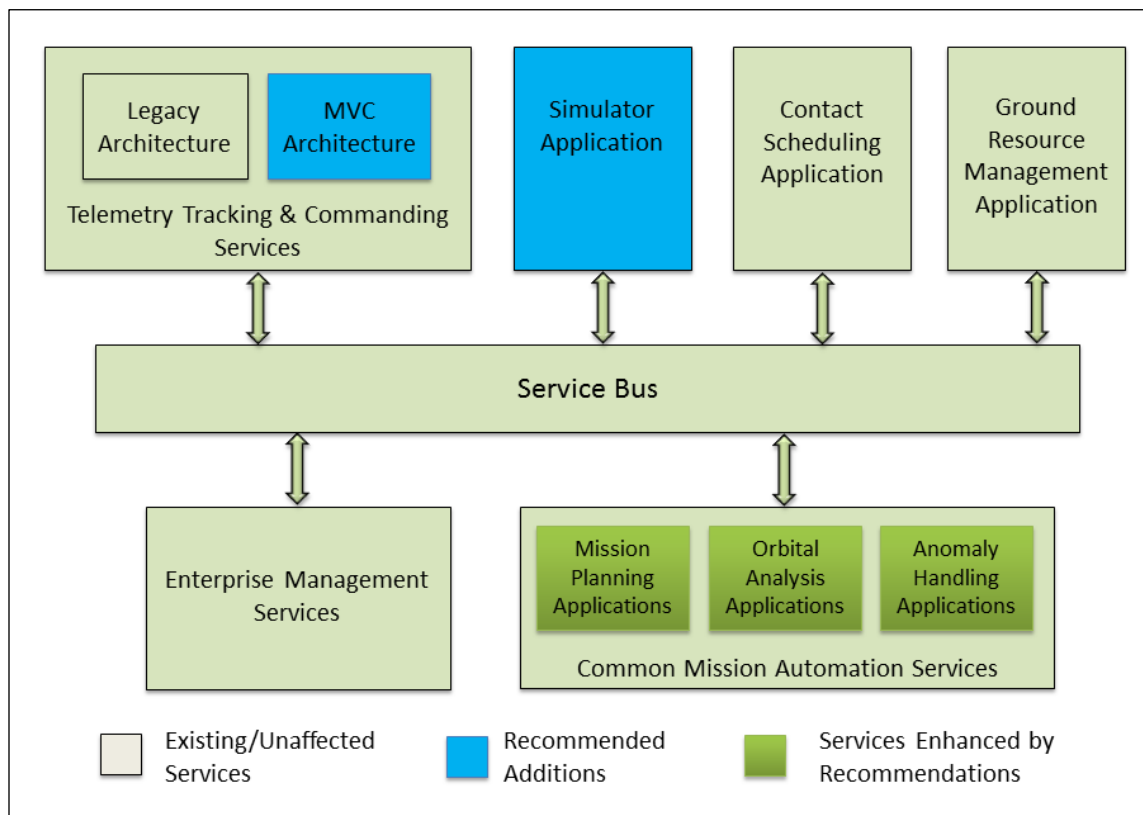 Legacy
Architecture
MVC
Architecture
Telemetry Tracking & Commanding
Services
Simulator
Application
Contact
Scheduling
Application
Ground
Resource
Management
Application
Service Bus
Enterprise Management
Services
Mission
Planning
Applications
Orbital
Analysis
Applications
Anomaly
Handling
Applications
Common Mission Automation Services
Existing/Unaffected
Services
Recommended
Additions
Services Enhanced by
Recommendations